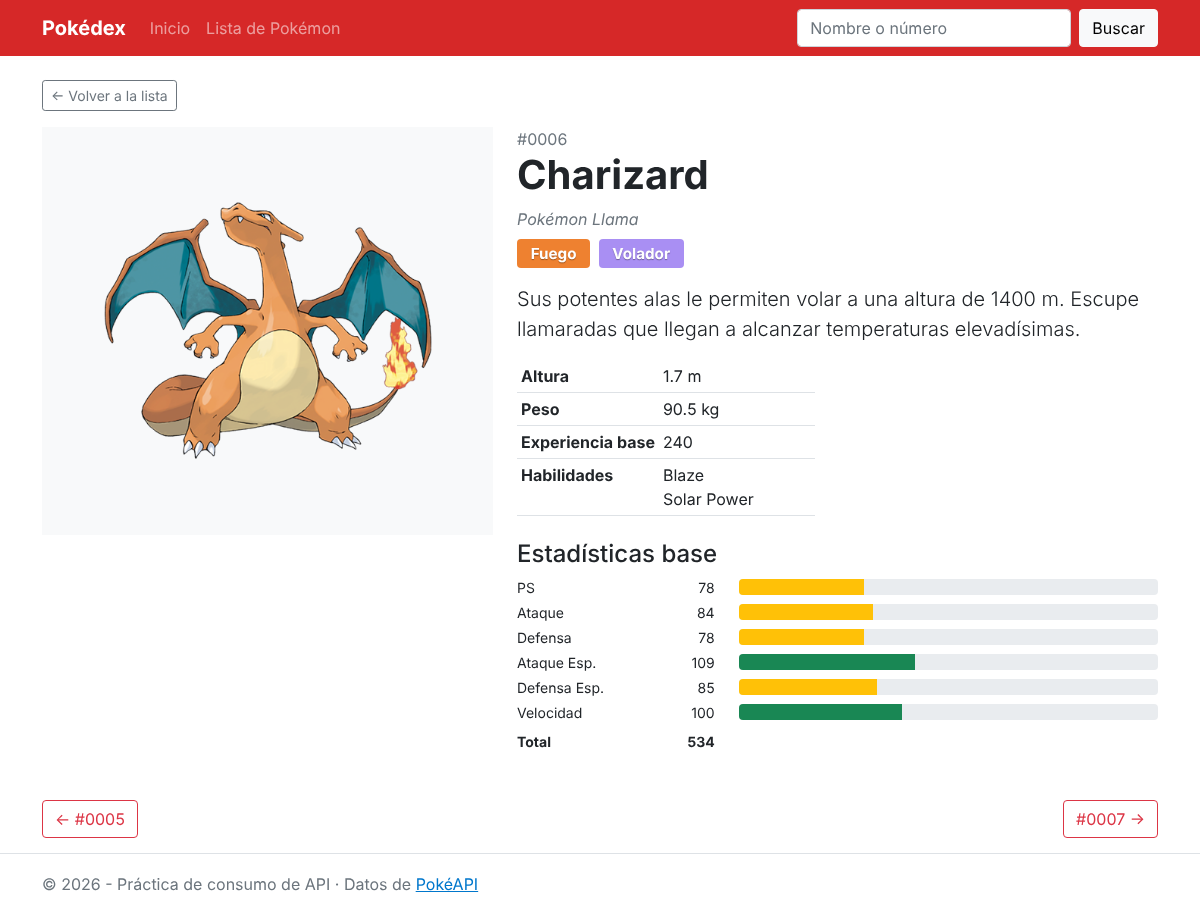 Pokédex Inicio Lista de Pokémon Nombre o número Buscar
← Volver a la lista
#0006
Charizard
Pokémon Llama
Fuego Volador
Sus potentes alas le permiten volar a una altura de 1400 m. Escupe
llamaradas que llegan a alcanzar temperaturas elevadísimas.
Altura 1.7 m
Peso 90.5 kg
Experiencia base 240
Habilidades Blaze
Solar Power
Estadísticas base
PS 78
Ataque 84
Defensa 78
Ataque Esp. 109
Defensa Esp. 85
Velocidad 100
Total 534
← #0005 #0007 →
© 2026 - Práctica de consumo de API · Datos de PokéAPI